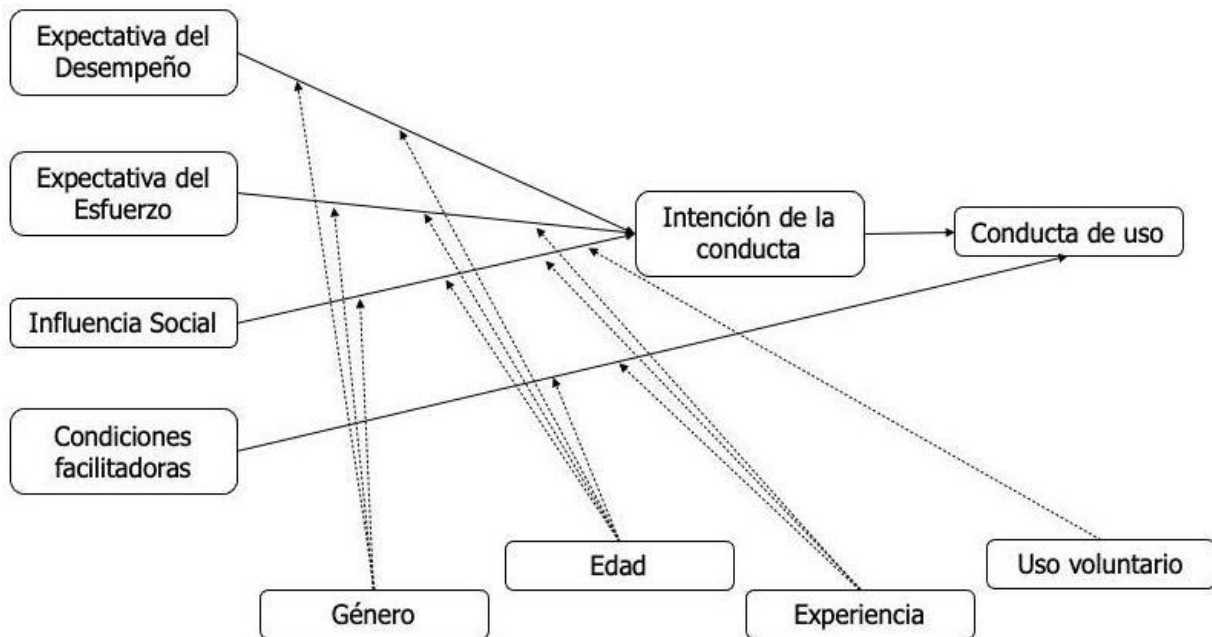 Expectativa del
Desempeño
Expectativa del
Esfuerzo
Influencia Social
Condiciones
facilitadoras
Intención de la
conducta
Conducta de uso
Género
Edad
Experiencia
Uso voluntario